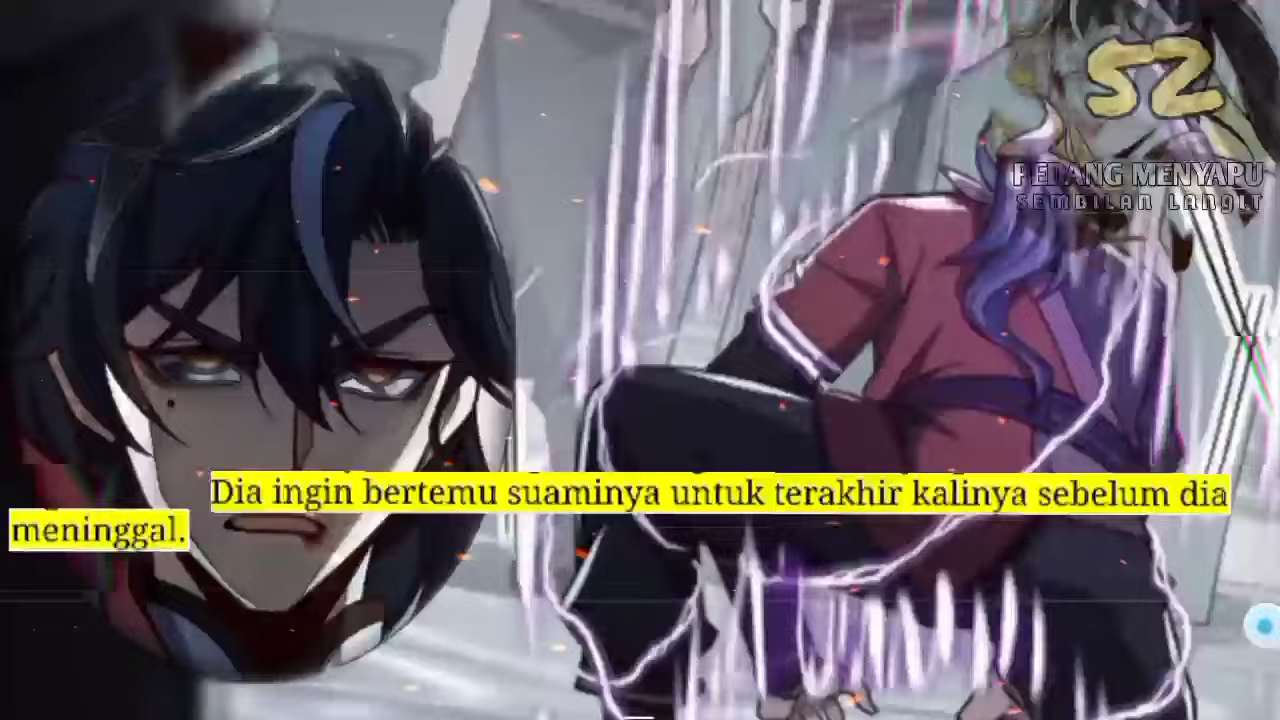 SZ
PEDANG MENYAPU
SEMBILAN LANGIT
Dia ingin bertemu suaminya untuk terakhir kalinya sebelum dia
meninggal.